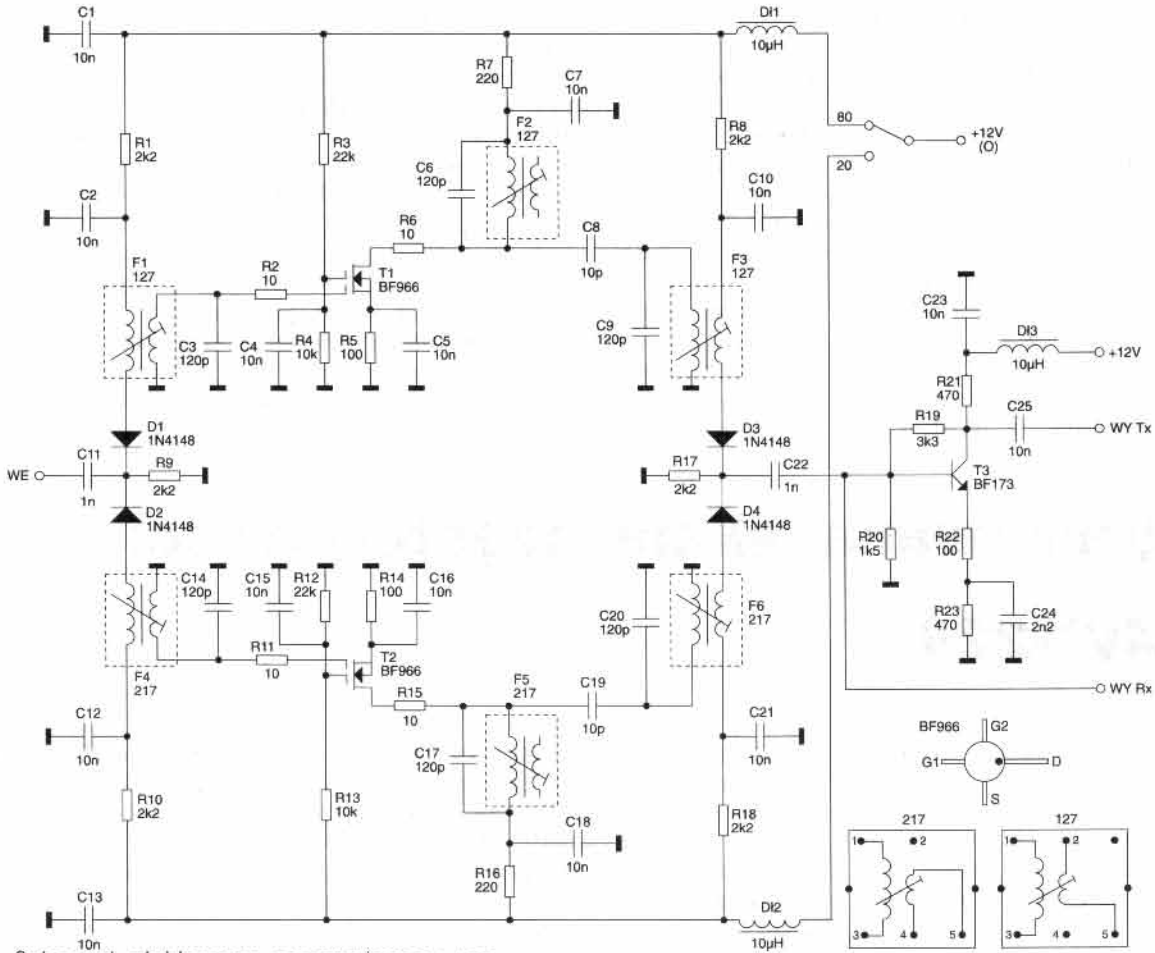 C1
10n
Dł1
10µH
R7
220
C7
10n
F2
127
R1
2k2
R3
22k
R8
2k2
80
+12V
(O)
20
C6
120p
C2
10n
C10
10n
R6
10
C8
10p
F1
127
R2
10
T1
BF966
F3
127
C23
10n
C3
120p
C4
10n
R4
10k
R5
100
C5
10n
C9
120p
Dł3
10µH
+12V
R21
470
R19
3k3
C25
10n
WY Tx
D1
1N4148
D3
1N4148
C11
1n
WE
R9
2k2
R17
2k2
C22
1n
T3
BF173
D2
1N4148
D4
1N4148
R20
1k5
R22
100
C14
120p
C15
10n
R12
22k
R14
100
C16
10n
C20
120p
F6
217
R23
470
C24
2n2
R11
10
T2
BF966
F4
217
R15
10
F5
217
C19
10p
WY Rx
C12
10n
C17
120p
C21
10n
BF966
G2
G1
D
S
R10
2k2
R13
10k
R18
2k2
C18
10n
R16
220
217
127
1
2
3
4
5
1
2
3
4
5
C13
10n
Dł2
10µH